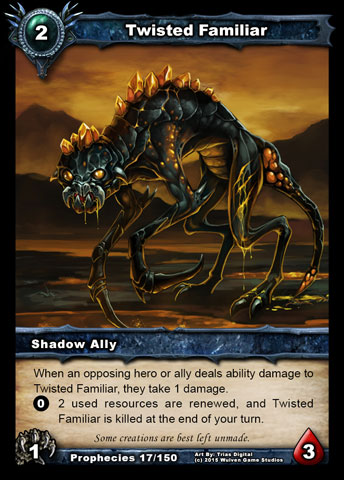 2
Twisted Familiar
Shadow Ally
When an opposing hero or ally deals ability damage to
Twisted Familiar, they take 1 damage.
0 2 used resources are renewed, and Twisted
Familiar is killed at the end of your turn.
Some creations are best left unmade.
1
Prophecies 17/150
Art By: Trias Digital
(c) 2015 Wulven Game Studios
3